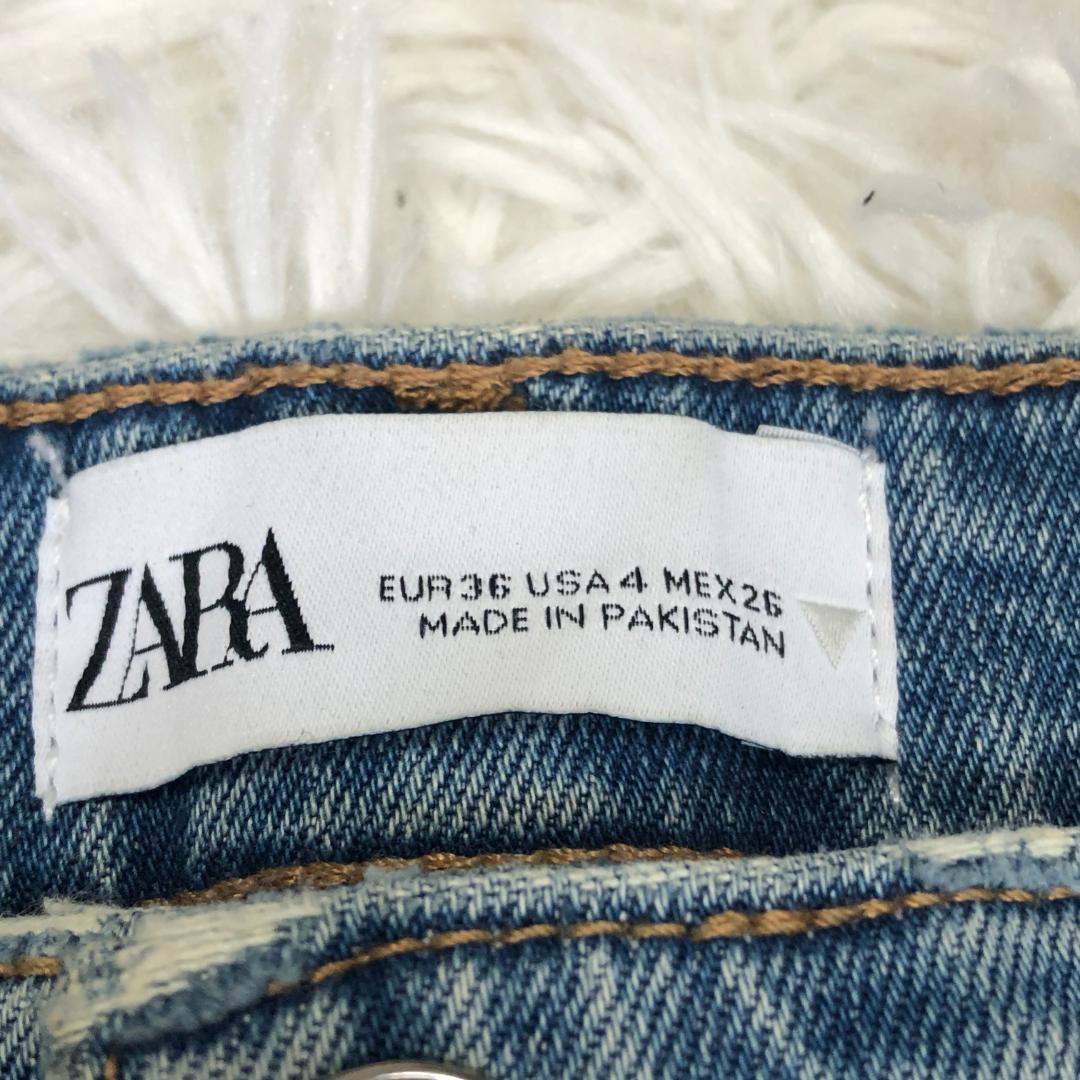 ZARA
EUR 36 USA 4 MEX 26
MADE IN PAKISTAN